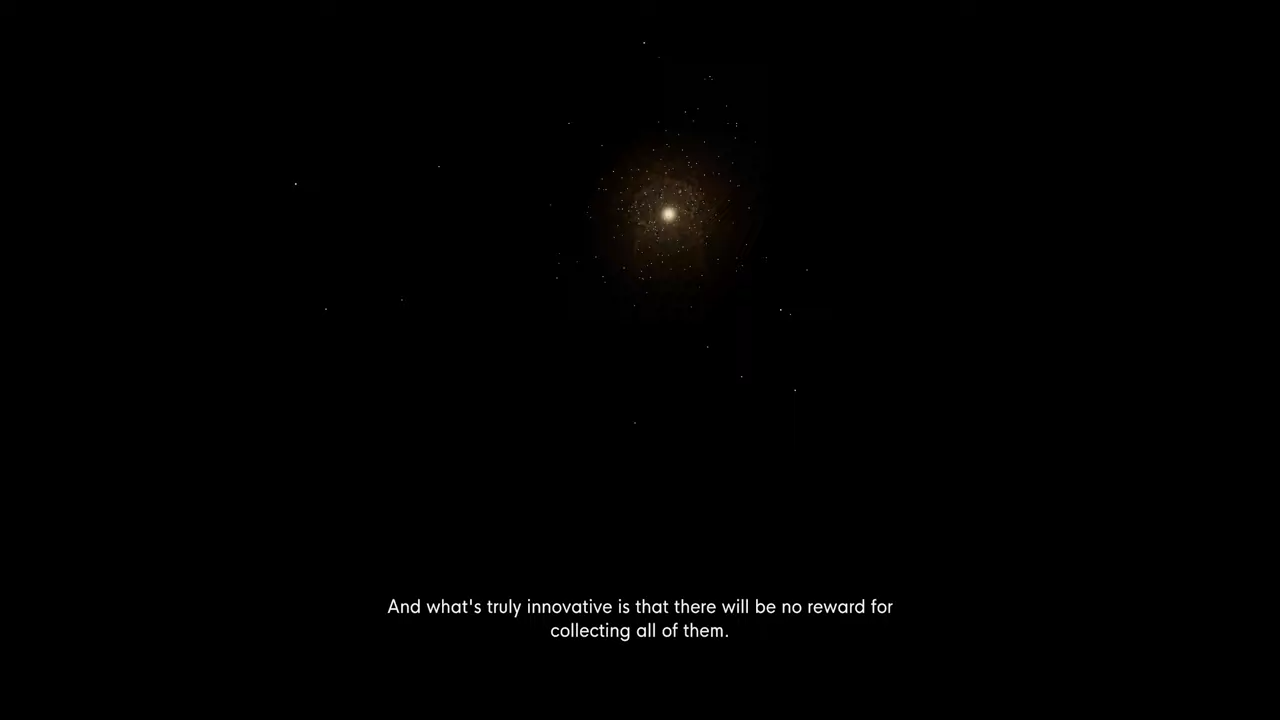 And what's truly innovative is that there will be no reward for
collecting all of them.